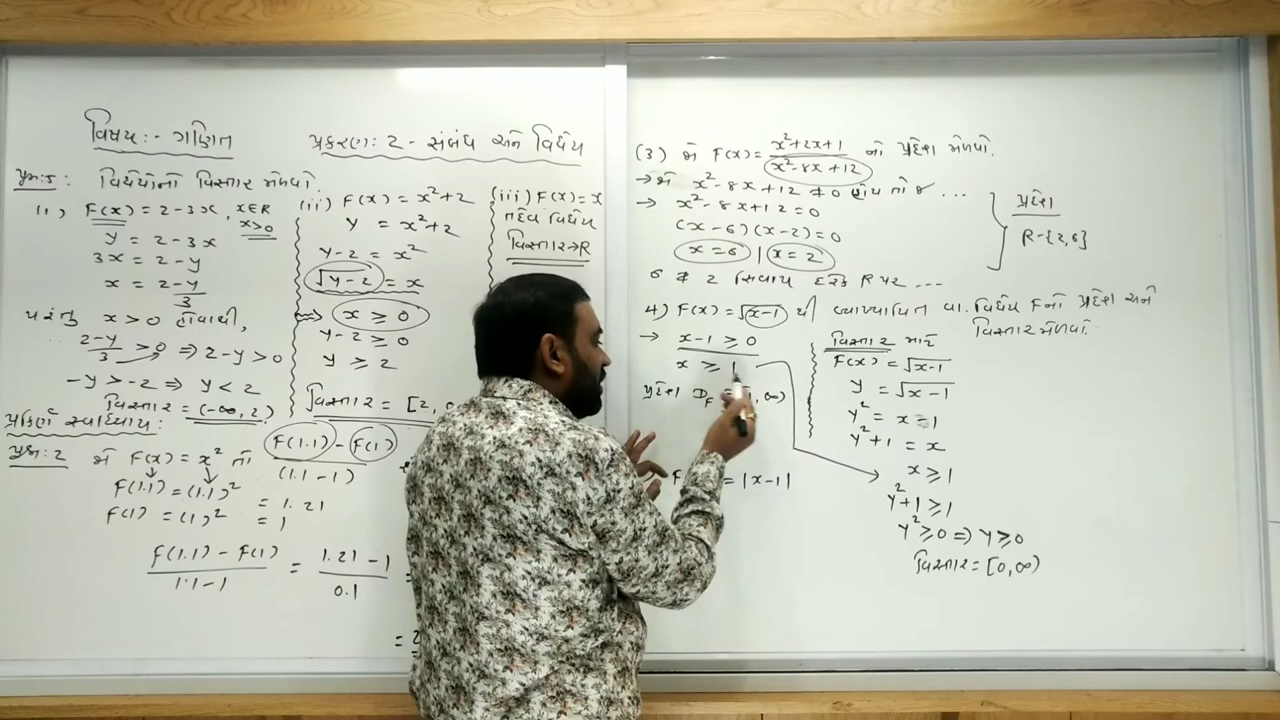 વિષય:- ગણિત
પ્રકરણ: 2 - સંબંધ અને વિધેય
પ્રશ્ન:5: વિધેયોનો વિસ્તાર મેળવો.
(i) F(x) = 2-3x, x∈R
x>0
y = 2-3x
3x = 2-y
x = 2-y/3
પરંતુ x>0 હોવાથી,
2-y/3 > 0 ⇒ 2-y>0
-y>-2 ⇒ y<2
વિસ્તાર = (-∞, 2)
(ii) F(x) = x²+2
y = x²+2
y-2 = x²
√y-2 = x
x ≥ 0
y-2 ≥ 0
y ≥ 2
વિસ્તાર = [2,
(iii) F(x) = x
તદેવ વિધેય
વિસ્તાર→R
પ્રકીર્ણ સ્વાધ્યાય:
પ્રશ્ન:2 જો F(x) = x² તો
F(1.1) - F(1)
(1.1 - 1)
F(1.1) = (1.1)² = 1.21
F(1) = (1)² = 1
F(1.1) - F(1) / 1.1 - 1 = 1.21 - 1 / 0.1 =
(3) જો F(x) = x²+2x+1 / x²-8x+12 નો પ્રદેશ મેળવો.
→ જો x²-8x+12 ≠ 0 હોય તો જ ...
→ x²-8x+12=0
(x-6)(x-2)=0
x=6 | x=2
6 કે 2 સિવાય દરેક R પર ...
પ્રદેશ
R-{2,6}
4) F(x) = √x-1 થી વ્યાખ્યાયિત વા. વિધેય F નો પ્રદેશ અને
વિસ્તાર મેળવો.
→ x-1 ≥ 0
x ≥ 1
પ્રદેશ D_F = , ∞)
= |x-1|
વિસ્તાર માટે
F(x) = √x-1
y = √x-1
y² = x-1
y²+1 = x
x ≥ 1
y²+1 ≥ 1
y² ≥ 0 ⇒ y ≥ 0
વિસ્તાર = [0, ∞)